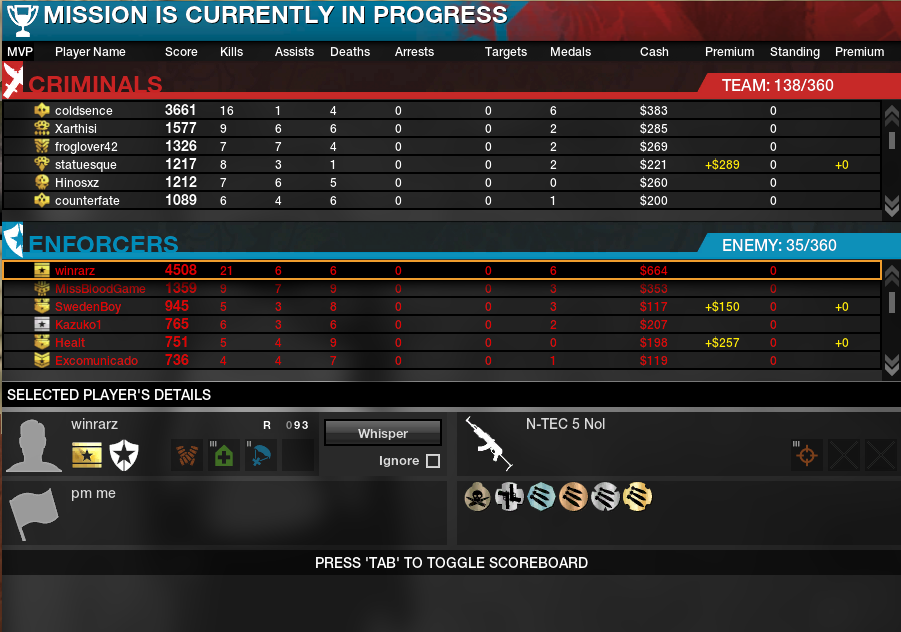 MISSION IS CURRENTLY IN PROGRESS
MVP Player Name Score Kills Assists Deaths Arrests Targets Medals Cash Premium Standing Premium
CRIMINALS TEAM: 138/360
coldsence 3661 16 1 4 0 0 6 $383 0
Xarthisi 1577 9 6 6 0 0 2 $285 0
froglover42 1326 7 7 4 0 0 2 $269 0
statuesque 1217 8 3 1 0 0 2 $221 +$289 0 +0
Hinosxz 1212 7 6 5 0 0 0 $260 0
counterfate 1089 6 4 6 0 0 1 $200 0
ENFORCERS ENEMY: 35/360
winrarz 4508 21 6 6 0 0 6 $664 0
MissBloodGame 1359 9 7 9 0 0 3 $353 0
SwedenBoy 945 5 3 8 0 0 3 $117 +$150 0 +0
Kazuko1 765 6 3 6 0 0 2 $207 0
Healt 751 5 4 9 0 0 0 $198 +$257 0 +0
Excomunicado 736 4 4 7 0 0 1 $119 0
SELECTED PLAYER'S DETAILS
winrarz R 093 Whisper N-TEC 5 Nol
III II Ignore III
pm me
PRESS 'TAB' TO TOGGLE SCOREBOARD